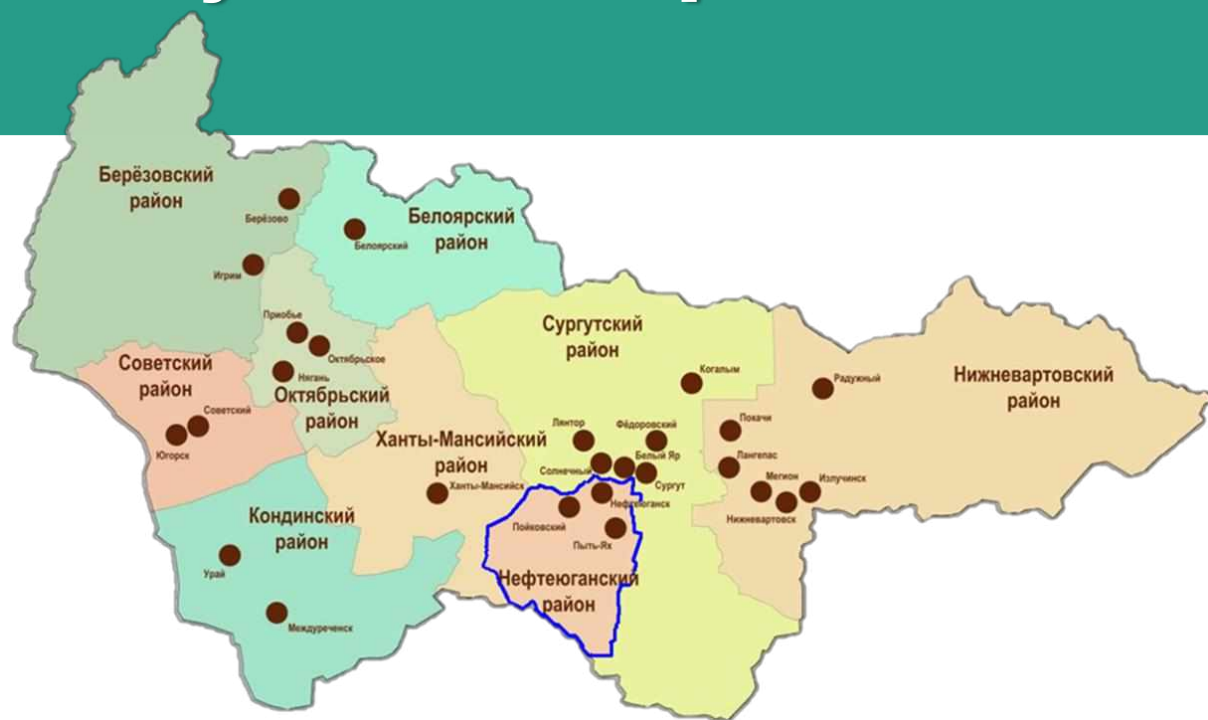 Берёзовский
район
Берёзово
Белоярский
район
Белоярский
Игрим
Приобье
Октябрьское
Нягань
Октябрьский
район
Советский
район
Советский
Югорск
Сургутский
район
Когалым
Радужный
Нижневартовский
район
Ханты-Мансийский
район
Ханты-Мансийск
Лянтор
Фёдоровский
Солнечный
Белый Яр
Сургут
Покачи
Лангепас
Мегион
Излучинск
Нижневартовск
Кондинский
район
Урай
Междуреченск
Нефтеюганск
Пойковский
Пыть-Ях
Нефтеюганский
район